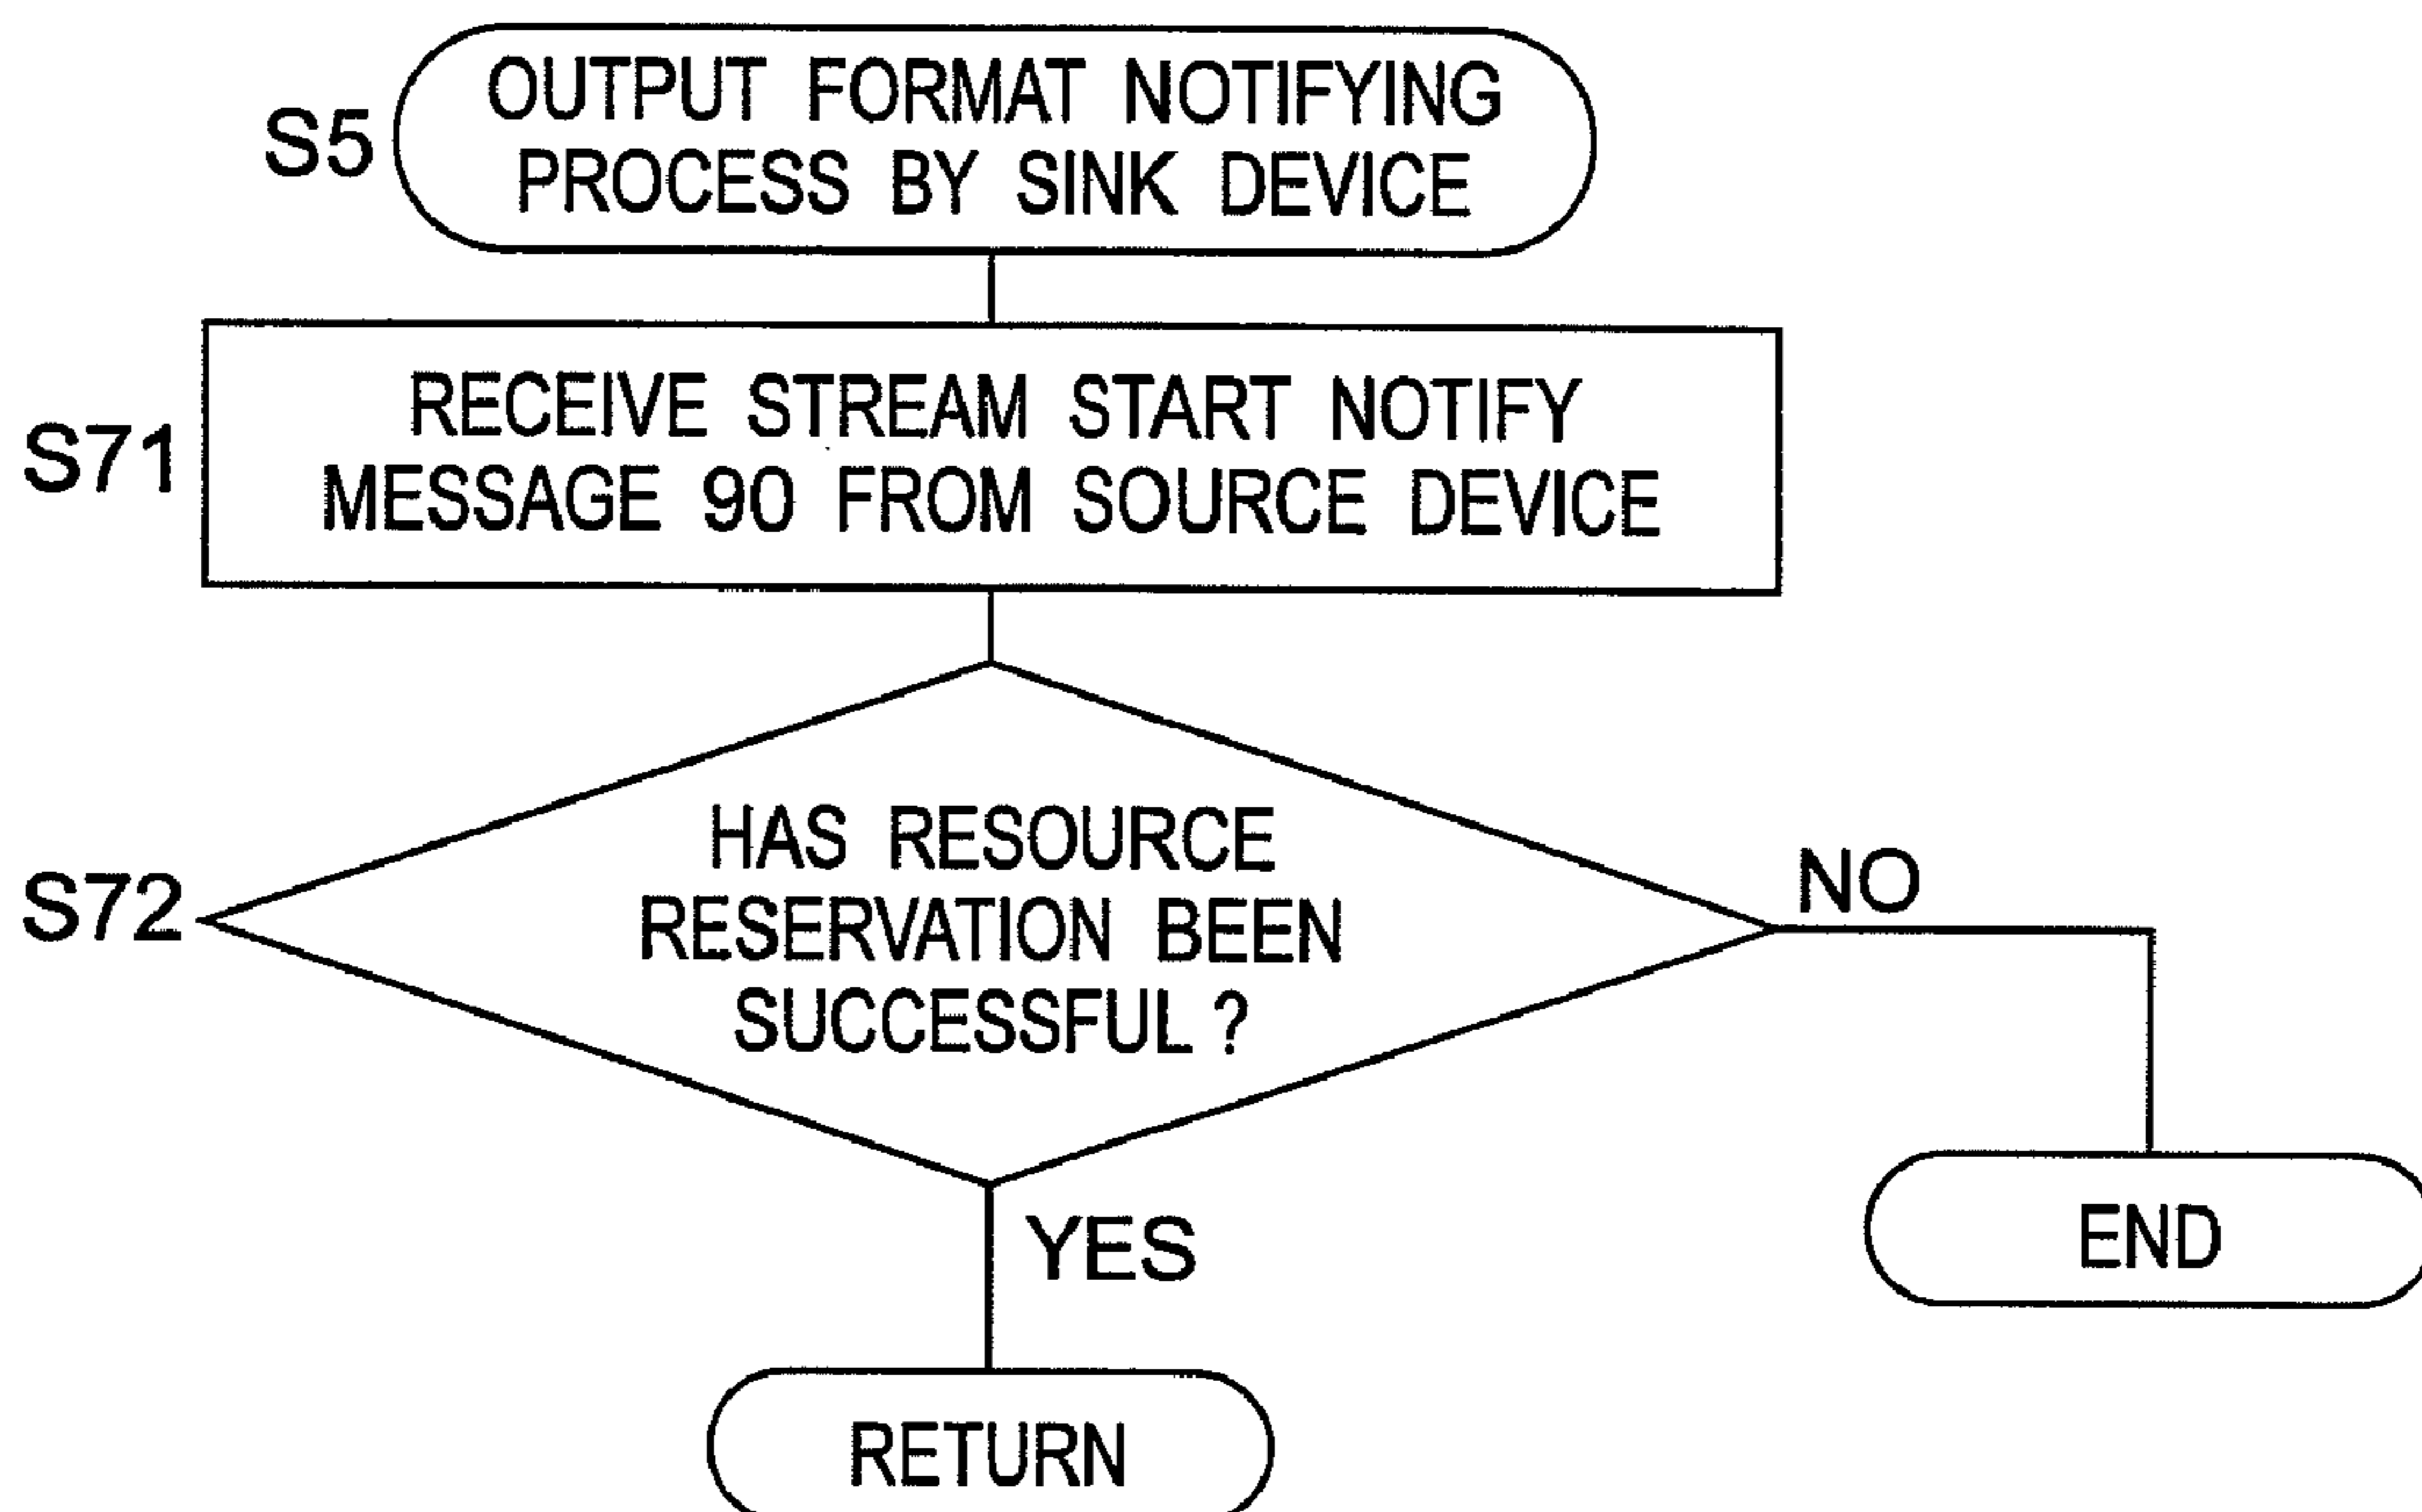 S5
OUTPUT FORMAT NOTIFYING
PROCESS BY SINK DEVICE
S71
RECEIVE STREAM START NOTIFY
MESSAGE 90 FROM SOURCE DEVICE
S72
HAS RESOURCE
RESERVATION BEEN
SUCCESSFUL ?
NO
YES
END
RETURN